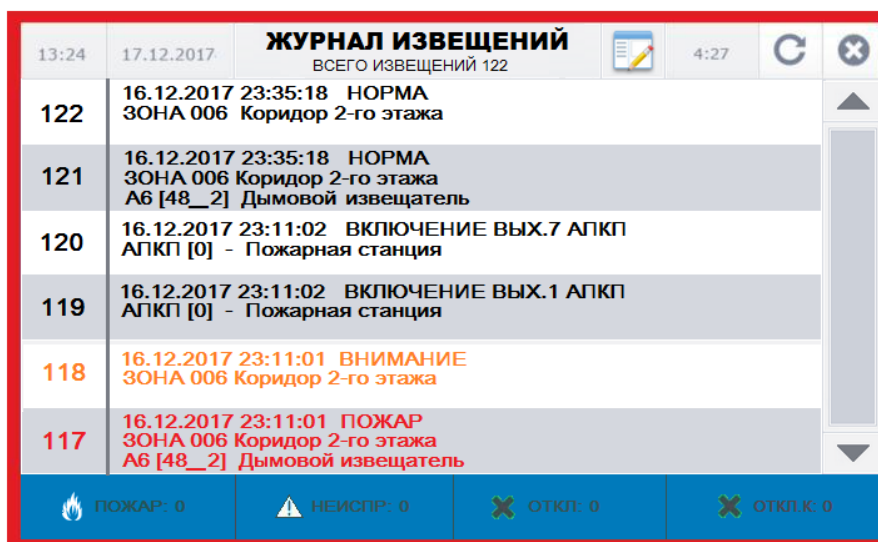 13:24 17.12.2017 ЖУРНАЛ ИЗВЕЩЕНИЙ 4:27
ВСЕГО ИЗВЕЩЕНИЙ 122
122 16.12.2017 23:35:18 НОРМА
ЗОНА 006 Коридор 2-го этажа
121 16.12.2017 23:35:18 НОРМА
ЗОНА 006 Коридор 2-го этажа
А6 [48__2] Дымовой извещатель
120 16.12.2017 23:11:02 ВКЛЮЧЕНИЕ ВЫХ.7 АПКП
АПКП [0] - Пожарная станция
119 16.12.2017 23:11:02 ВКЛЮЧЕНИЕ ВЫХ.1 АПКП
АПКП [0] - Пожарная станция
118 16.12.2017 23:11:01 ВНИМАНИЕ
ЗОНА 006 Коридор 2-го этажа
117 16.12.2017 23:11:01 ПОЖАР
ЗОНА 006 Коридор 2-го этажа
А6 [48__2] Дымовой извещатель
ПОЖАР: 0 НЕИСПР: 0 ОТКЛ: 0 ОТКЛ.К: 0